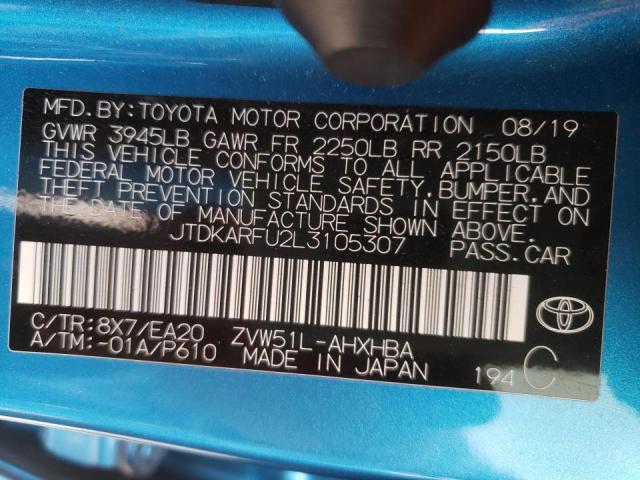 MFD.BY:TOYOTA MOTOR CORPORATION 08/19
GVWR 3945LB GAWR FR 2250LB RR 2150LB
THIS VEHICLE CONFORMS TO ALL APPLICABLE
FEDERAL MOTOR VEHICLE SAFETY,BUMPER,AND
THEFT PREVENTION STANDARDS IN EFFECT ON
THE DATE OF MANUFACTURE SHOWN ABOVE.
JTDKARFU2L3105307 PASS.CAR
C/TR:8X7/EA20 ZVW51L-AHXHBA
A/TM:-01A/P610 MADE IN JAPAN
194 C